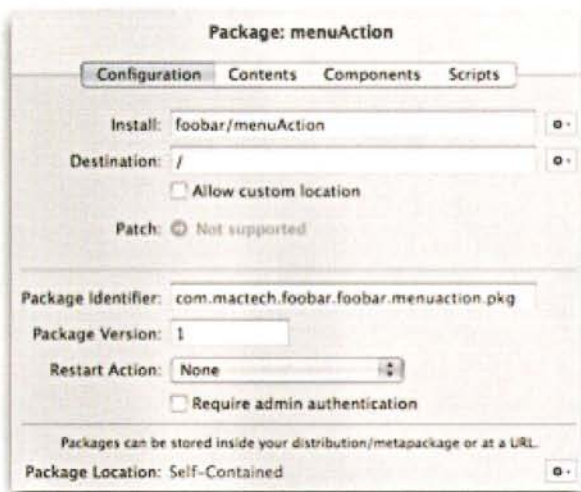 Package: menuAction
Configuration Contents Components Scripts
Install: foobar/menuAction
Destination: /
Allow custom location
Patch: Not supported
Package Identifier: com.mactech.foobar.foobar.menuaction.pkg
Package Version: 1
Restart Action: None
Require admin authentication
Packages can be stored inside your distribution/metapackage or at a URL.
Package Location: Self-Contained